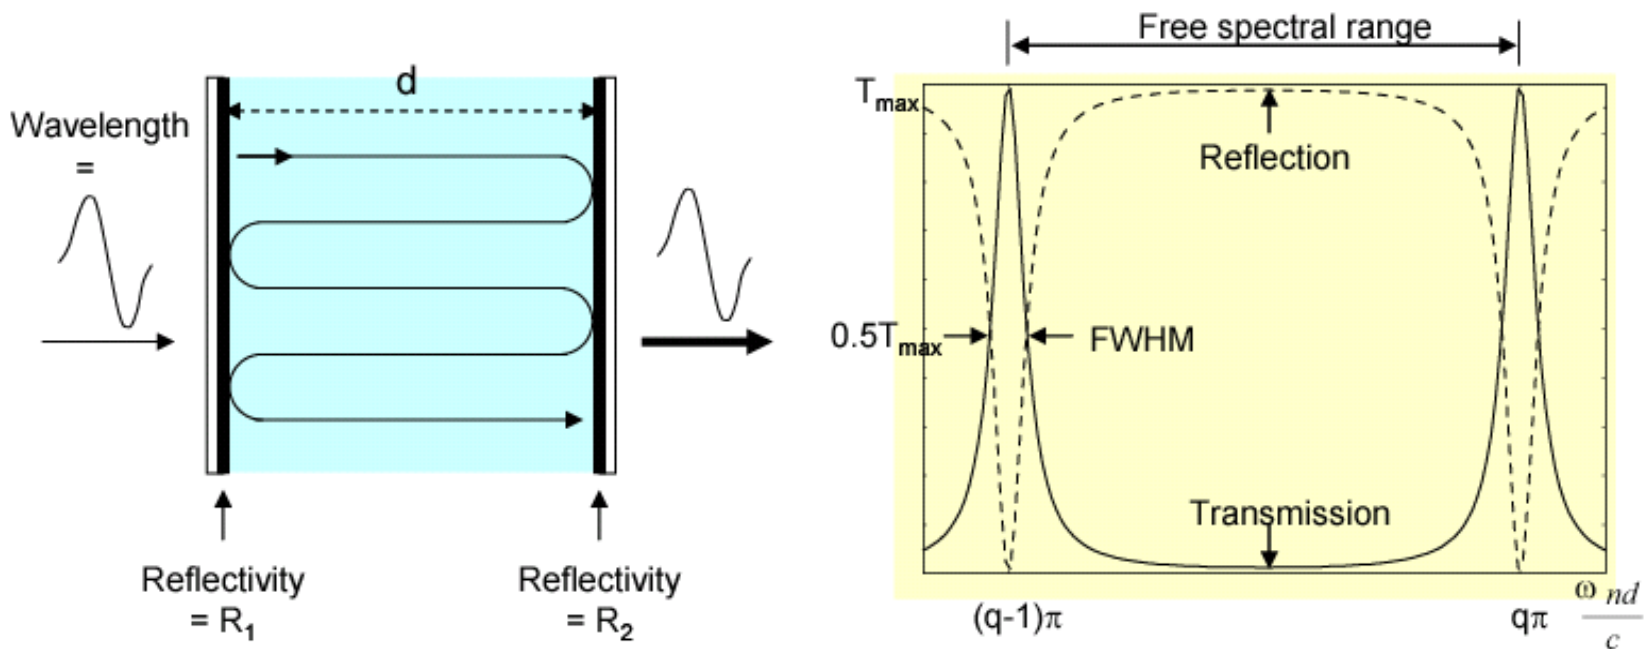 d
Wavelength
=
Reflectivity
= R₁
Reflectivity
= R₂
Free spectral range
Tmax
Reflection
0.5Tmax
FWHM
Transmission
(q-1)π
qπ
ω nd
c